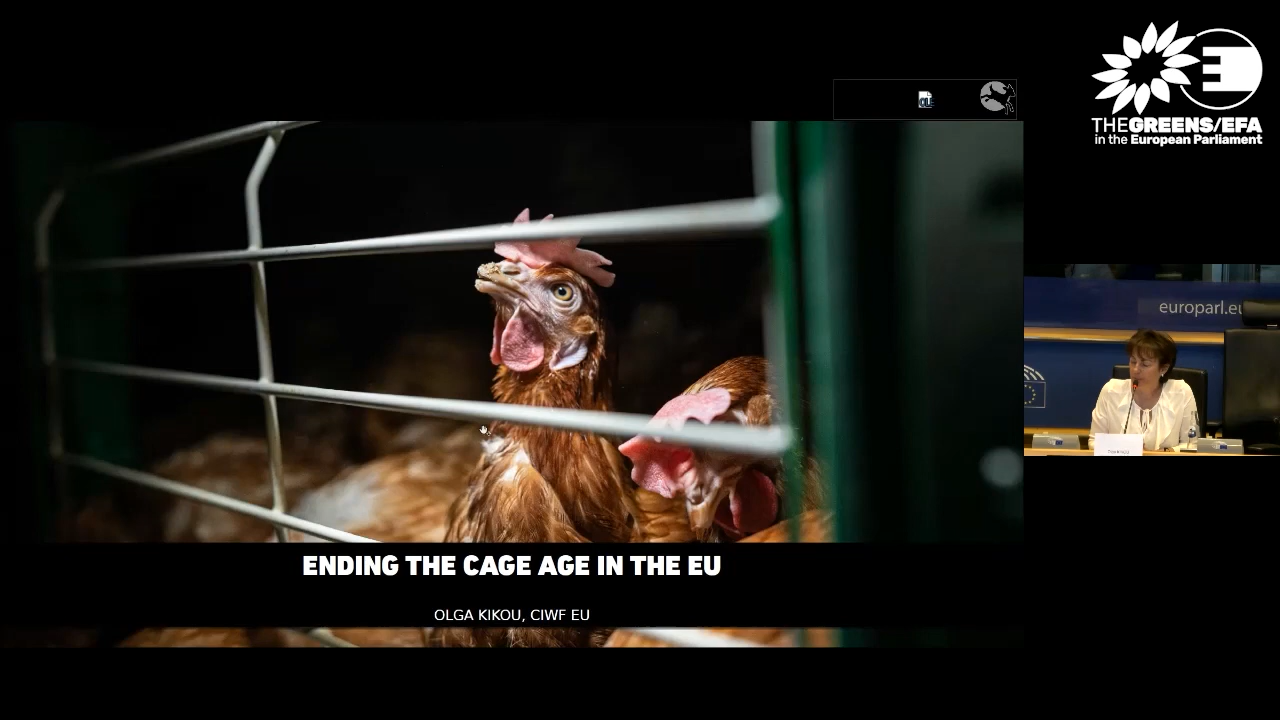 THEGREENS/EFA
in the European Parliament
europarl.eu
ENDING THE CAGE AGE IN THE EU
OLGA KIKOU, CIWF EU